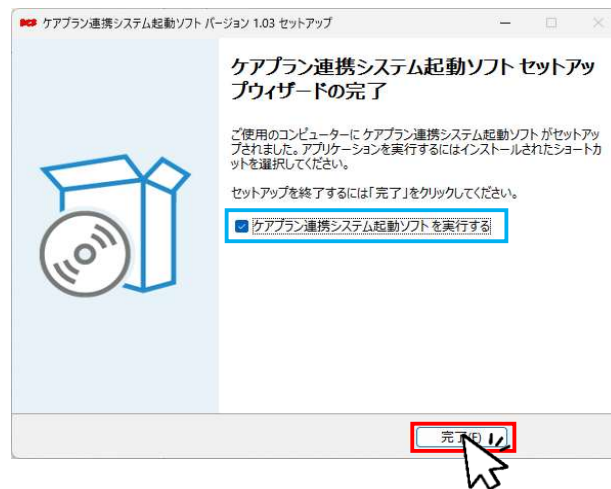 ケアプラン連携システム起動ソフト バージョン 1.03 セットアップ
ケアプラン連携システム起動ソフト セットアッ
プウィザードの完了
ご使用のコンピューターに ケアプラン連携システム起動ソフト がセットアッ
プされました。アプリケーションを実行するにはインストールされたショートカ
ットを選択してください。
セットアップを終了するには「完了」をクリックしてください。
ケアプラン連携システム起動ソフト を実行する
完了(F)